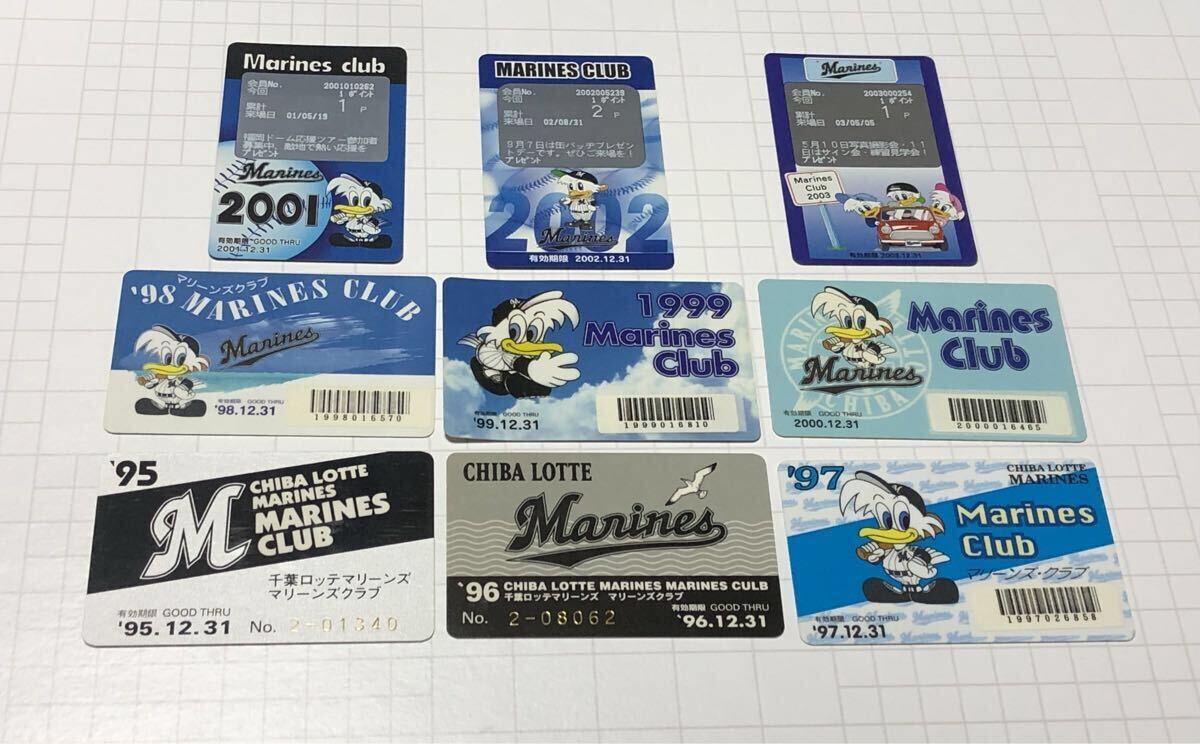 Marines club
会員No. 2001010262
今回 1 ポイント
累計 1 P
来場日 01/05/19
福岡ドーム応援ツアー参加者
募集中、敵地で熱い応援を
プレゼント
Marines
2001
有効期限 GOOD THRU
2001.12.31
MARINES CLUB
会員No. 2002005239
今回 1 ポイント
累計 2 P
来場日 02/08/31
9月7日は缶バッヂプレゼン
トデーです。ぜひご来場を!
プレゼント
2002
Marines
有効期限 2002.12.31
Marines
会員No. 2003000254
今回 1 ポイント
累計 1 P
来場日 03/05/05
5月10日写真撮影会・11
日はサイン会・練習見学会!
プレゼント
Marines
Club
2003
有効期限 2003.12.31
マリーンズクラブ
'98 MARINES CLUB
Marines
有効期限 GOOD THRU
'98.12.31
1998016570
1999
Marines
Club
有効期限 GOOD THRU
'99.12.31
1999016810
Marines
Club
Marines
CHIBA
有効期限 GOOD THRU
2000.12.31
2000016465
'95
M
CHIBA LOTTE
MARINES
MARINES
CLUB
千葉ロッテマリーンズ
マリーンズクラブ
有効期限 GOOD THRU
'95.12.31 No. 2-01340
CHIBA LOTTE
Marines
'96 CHIBA LOTTE MARINES MARINES CULB
千葉ロッテマリーンズ マリーンズクラブ
有効期限 GOOD THRU
No. 2-08062 '96.12.31
'97
CHIBA LOTTE
MARINES
Marines
Club
マリーンズ・クラブ
有効期限 GOOD THRU
'97.12.31
1997026858